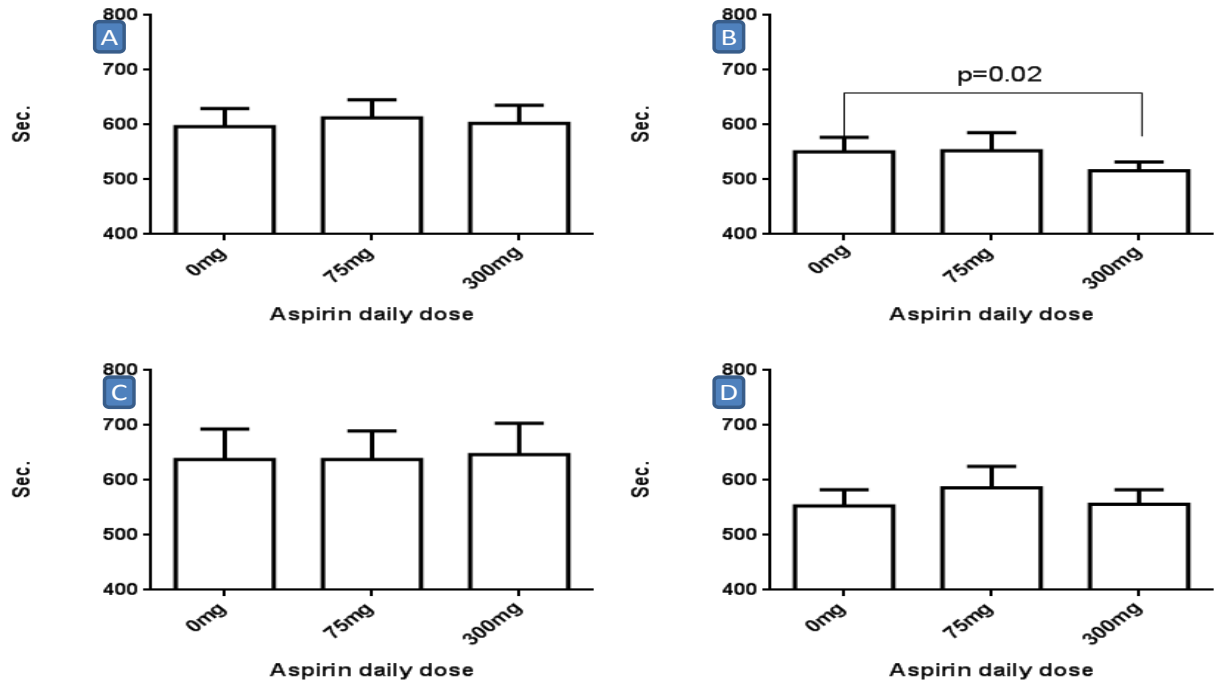 A
800
700
600
500
400
Sec.
0mg
75mg
300mg
Aspirin daily dose
B
800
700
600
500
400
Sec.
p=0.02
0mg
75mg
300mg
Aspirin daily dose
C
800
700
600
500
400
Sec.
0mg
75mg
300mg
Aspirin daily dose
D
800
700
600
500
400
Sec.
0mg
75mg
300mg
Aspirin daily dose